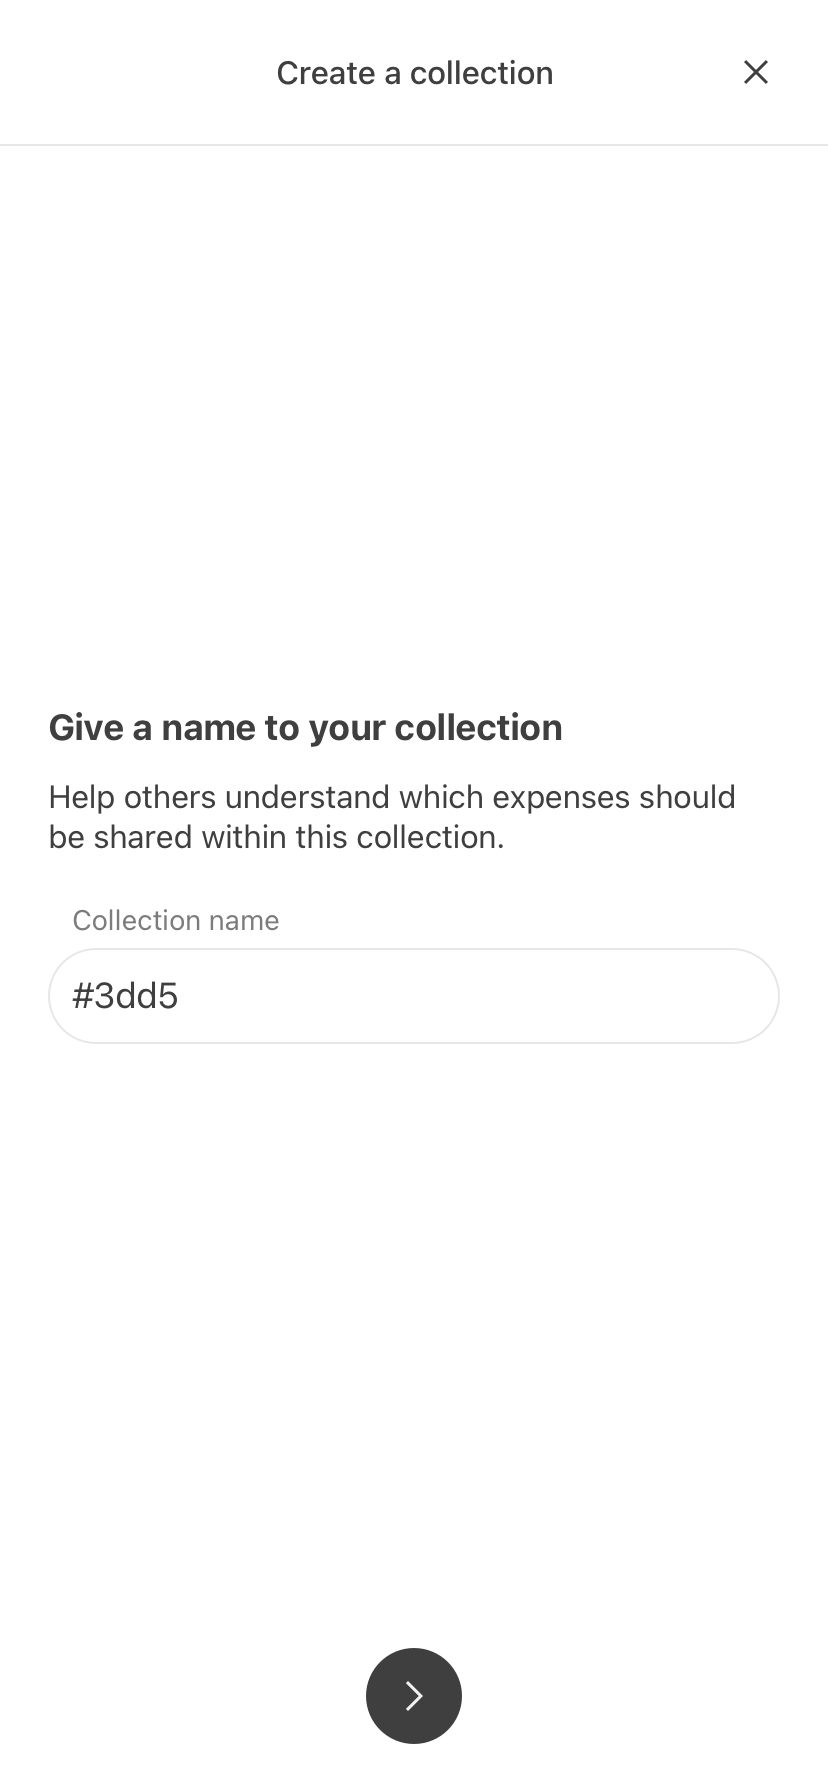 Create a collection
Give a name to your collection
Help others understand which expenses should
be shared within this collection.
Collection name
#3dd5